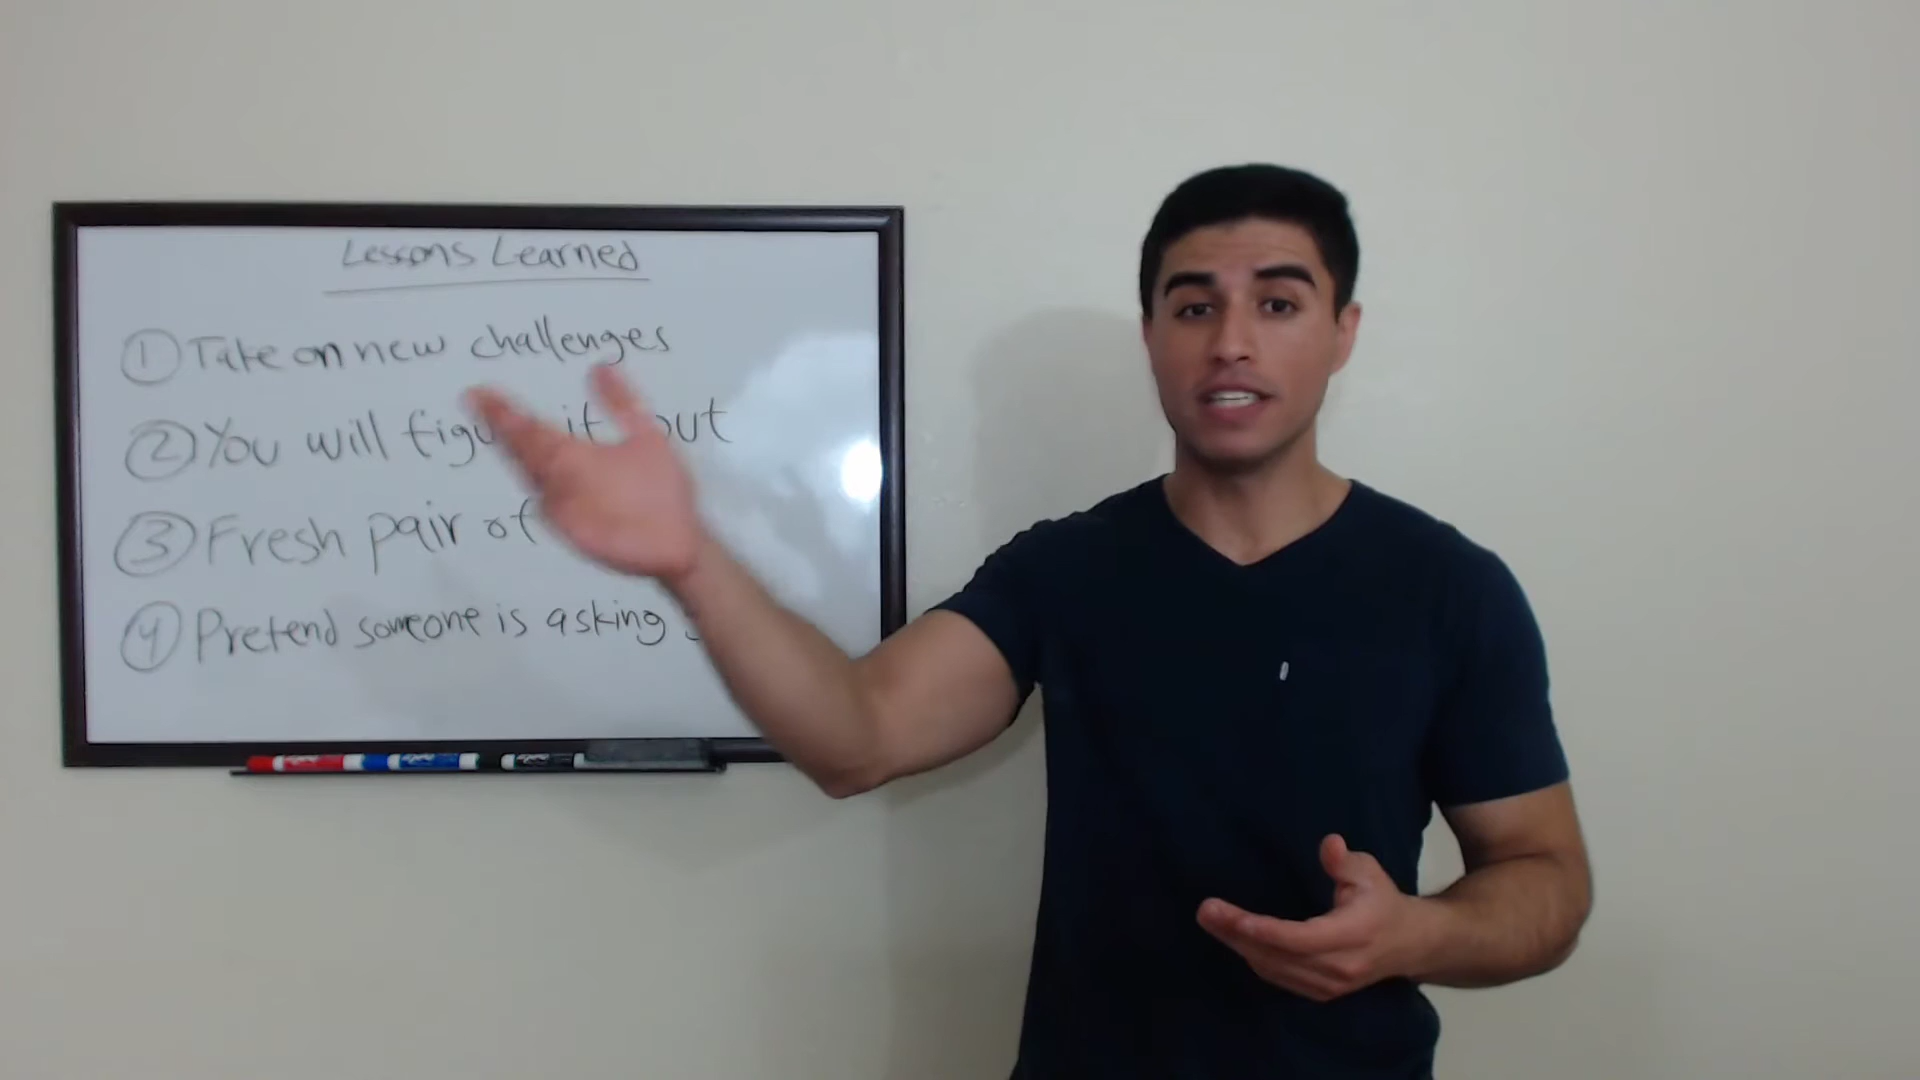 Lessons Learned
1 Take on new challenges
2 You will it out
3 Fresh pair of
4 Pretend someone is asking